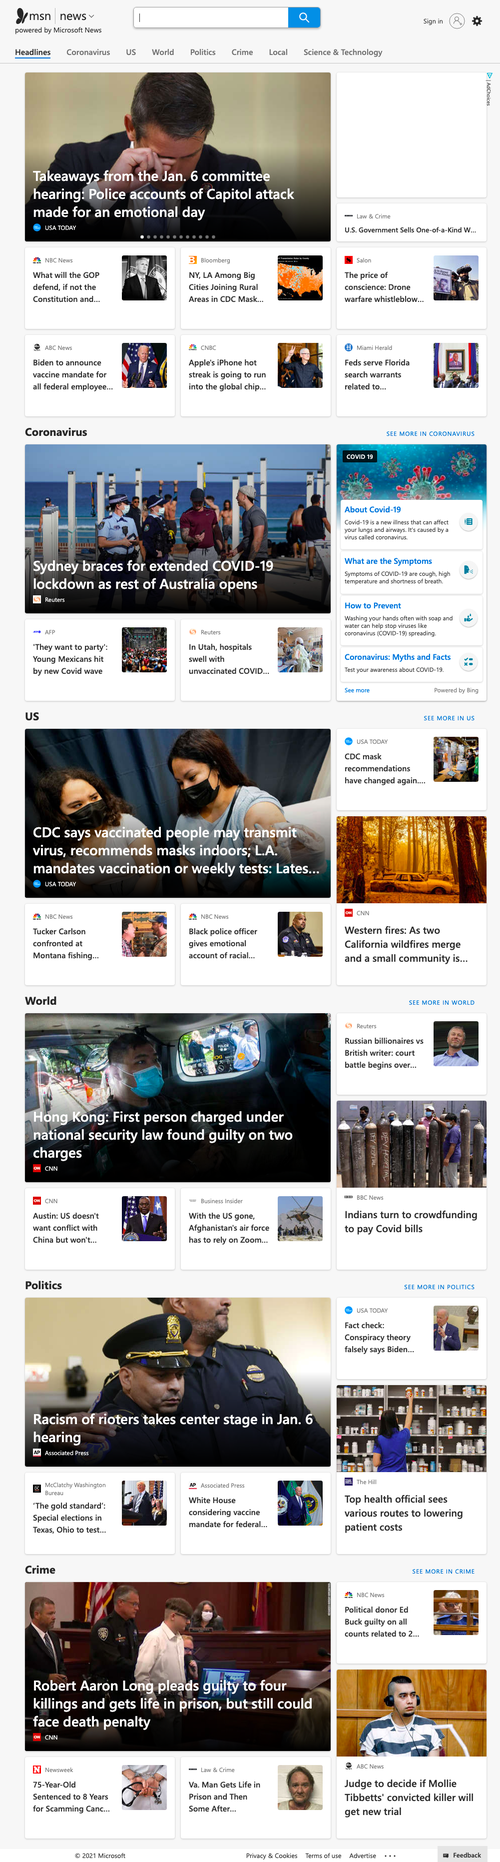 msn news
powered by Microsoft News
Sign in
Headlines Coronavirus US World Politics Crime Local Science & Technology
AdChoices
Takeaways from the Jan. 6 committee
hearing: Police accounts of Capitol attack
made for an emotional day
USA TODAY
Law & Crime
U.S. Government Sells One-of-a-Kind W...
NBC News
What will the GOP
defend, if not the
Constitution and...
Bloomberg
NY, LA Among Big
Cities Joining Rural
Areas in CDC Mask...
Salon
The price of
conscience: Drone
warfare whistleblow...
ABC News
Biden to announce
vaccine mandate for
all federal employee...
CNBC
Apple's iPhone hot
streak is going to run
into the global chip...
Miami Herald
Feds serve Florida
search warrants
related to...
Coronavirus
SEE MORE IN CORONAVIRUS
Sydney braces for extended COVID-19
lockdown as rest of Australia opens
Reuters
COVID 19
About Covid-19
Covid-19 is a new illness that can affect
your lungs and airways. It's caused by a
virus called coronavirus.
What are the Symptoms
Symptoms of COVID-19 are cough, high
temperature and shortness of breath.
How to Prevent
Washing your hands often with soap and
water can help stop viruses like
coronavirus (COVID-19) spreading.
Coronavirus: Myths and Facts
Test your awareness about COVID-19.
See more
Powered by Bing
AFP
'They want to party':
Young Mexicans hit
by new Covid wave
Reuters
In Utah, hospitals
swell with
unvaccinated COVID...
US
SEE MORE IN US
CDC says vaccinated people may transmit
virus, recommends masks indoors; L.A.
mandates vaccination or weekly tests: Lates...
USA TODAY
USA TODAY
CDC mask
recommendations
have changed again....
CNN
Western fires: As two
California wildfires merge
and a small community is...
NBC News
Tucker Carlson
confronted at
Montana fishing...
NBC News
Black police officer
gives emotional
account of racial...
World
SEE MORE IN WORLD
Hong Kong: First person charged under
national security law found guilty on two
charges
CNN
Reuters
Russian billionaires vs
British writer: court
battle begins over...
BBC News
Indians turn to crowdfunding
to pay Covid bills
CNN
Austin: US doesn't
want conflict with
China but won't...
Business Insider
With the US gone,
Afghanistan's air force
has to rely on Zoom...
Politics
SEE MORE IN POLITICS
Racism of rioters takes center stage in Jan. 6
hearing
Associated Press
USA TODAY
Fact check:
Conspiracy theory
falsely says Biden...
The Hill
Top health official sees
various routes to lowering
patient costs
McClatchy Washington
Bureau
'The gold standard':
Special elections in
Texas, Ohio to test...
Associated Press
White House
considering vaccine
mandate for federal...
Crime
SEE MORE IN CRIME
Robert Aaron Long pleads guilty to four
killings and gets life in prison, but still could
face death penalty
CNN
NBC News
Political donor Ed
Buck guilty on all
counts related to 2...
ABC News
Judge to decide if Mollie
Tibbetts' convicted killer will
get new trial
Newsweek
75-Year-Old
Sentenced to 8 Years
for Scamming Canc...
Law & Crime
Va. Man Gets Life in
Prison and Then
Some After...
© 2021 Microsoft
Privacy & Cookies Terms of use Advertise ...
Feedback